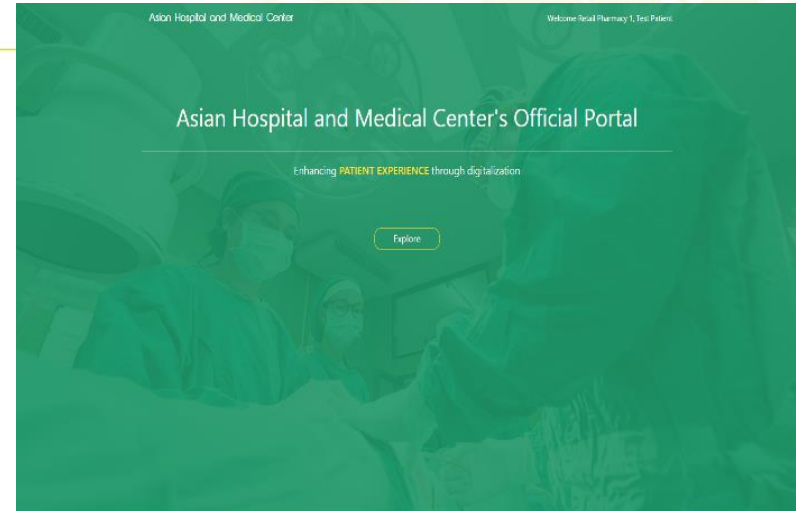 Asian Hospital and Medical Center
Welcome Retail Pharmacy 1, Test Patient
Asian Hospital and Medical Center's Official Portal
Enhancing PATIENT EXPERIENCE through digitalization
Explore